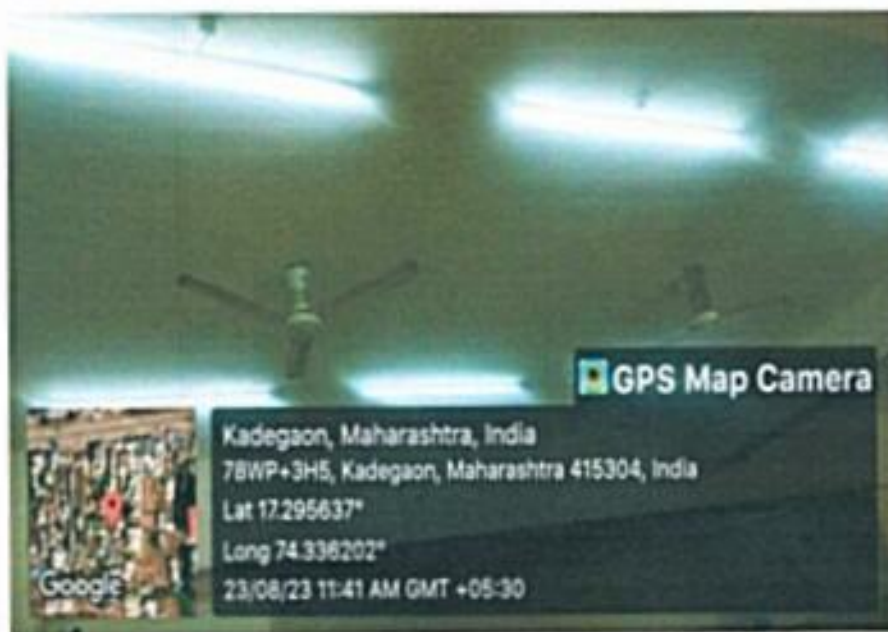 GPS Map Camera
Kadegaon, Maharashtra, India
78WP+3H5, Kadegaon, Maharashtra 415304, India
Lat 17.295637°
Long 74.336202°
23/08/23 11:41 AM GMT +05:30
Google